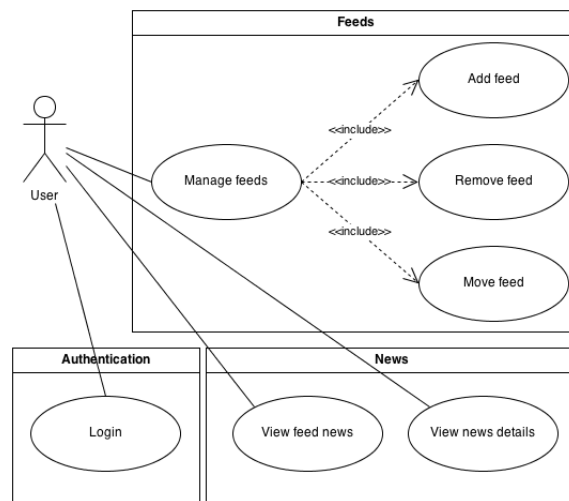 Feeds
Add feed
<<include>>
User
Manage feeds
<<include>>
Remove feed
<<include>>
Move feed
Authentication
News
Login
View feed news
View news details